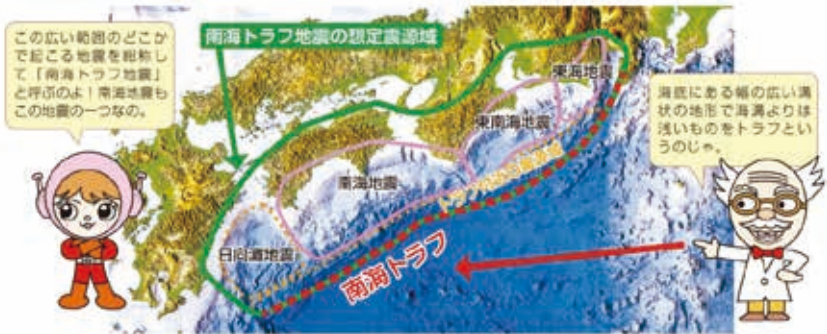 この広い範囲のどこか
で起こる地震を総称し
て「南海トラフ地震」
と呼ぶのよ！南海地震も
この地震の一つなの。
南海トラフ地震の想定震源域
東海地震
東南海地震
南海地震
日向灘地震
南海トラフ
海底にある幅の広い溝
状の地形で海溝よりは
浅いものをトラフとい
うのじゃ。